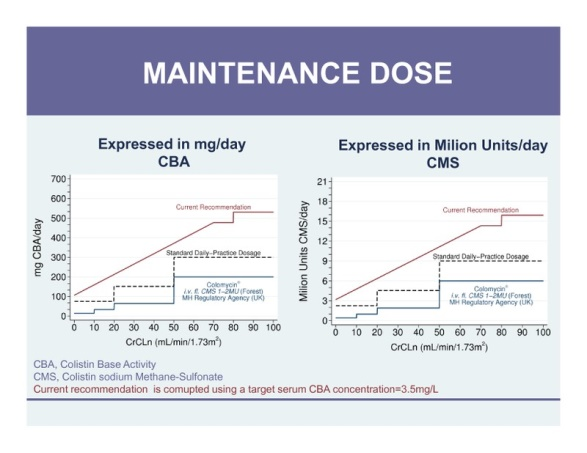 MAINTENANCE DOSE
Expressed in mg/day
CBA
700
600
500
400
300
200
100
0
mg CBA/day
Current Recommendation
Standard Daily–Practice Dosage
Colomycin®
i.v. fl. CMS 1–2MU (Forest)
MH Regulatory Agency (UK)
0 10 20 30 40 50 60 70 80 90 100
CrCLn (mL/min/1.73m²)
Expressed in Milion Units/day
CMS
21
18
15
12
9
6
3
0
Milion Units CMS/day
Current Recommendation
Standard Daily–Practice Dosage
Colomycin®
i.v. fl. CMS 1–2MU (Forest)
MH Regulatory Agency (UK)
0 10 20 30 40 50 60 70 80 90 100
CrCLn (mL/min/1.73m²)
CBA, Colistin Base Activity
CMS, Colistin sodium Methane-Sulfonate
Current recommendation is comupted using a target serum CBA concentration=3.5mg/L